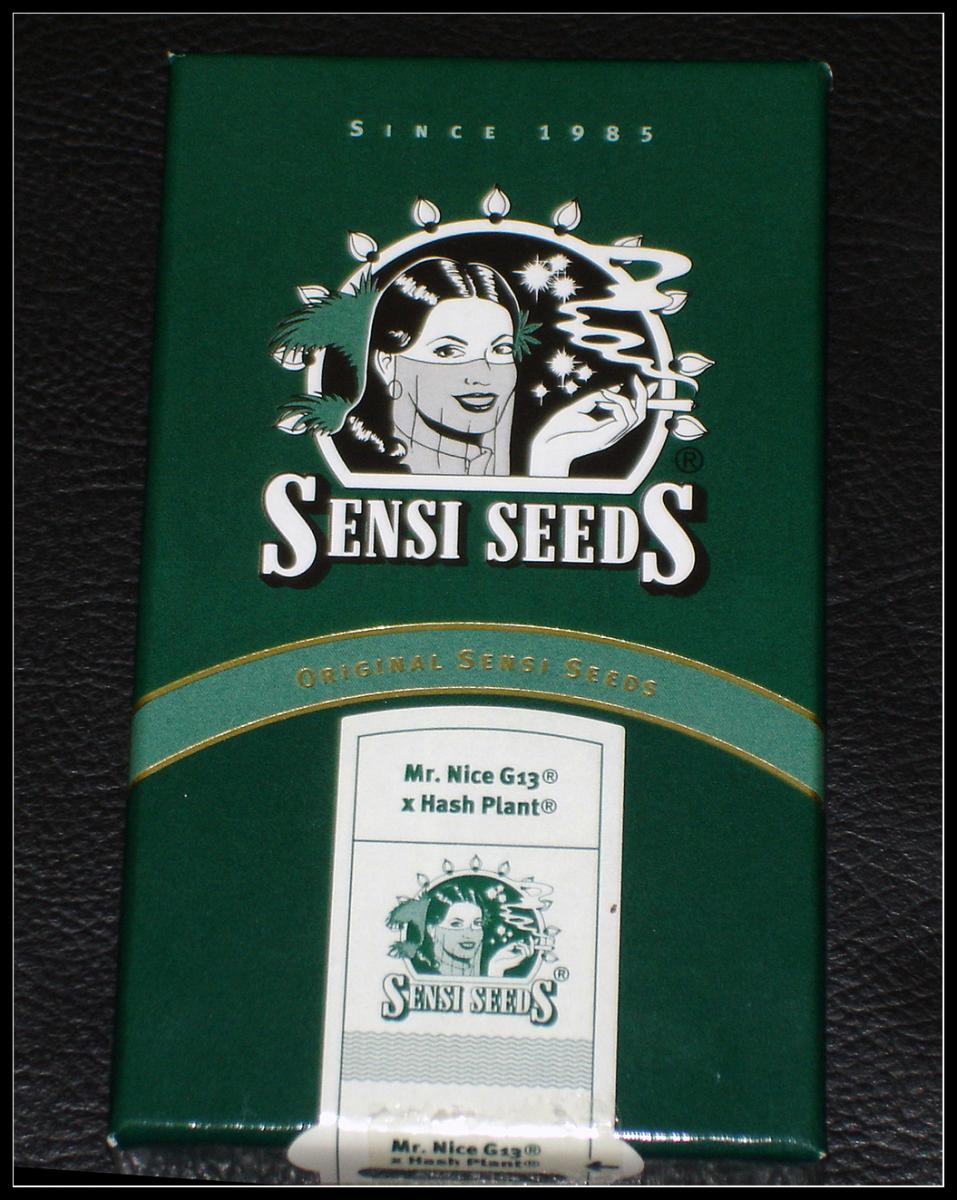 SINCE 1985
®
SENSI SEEDS
ORIGINAL SENSI SEEDS
Mr. Nice G13®
x Hash Plant®
®
SENSI SEEDS
Mr. Nice G13®
x Hash Plant®